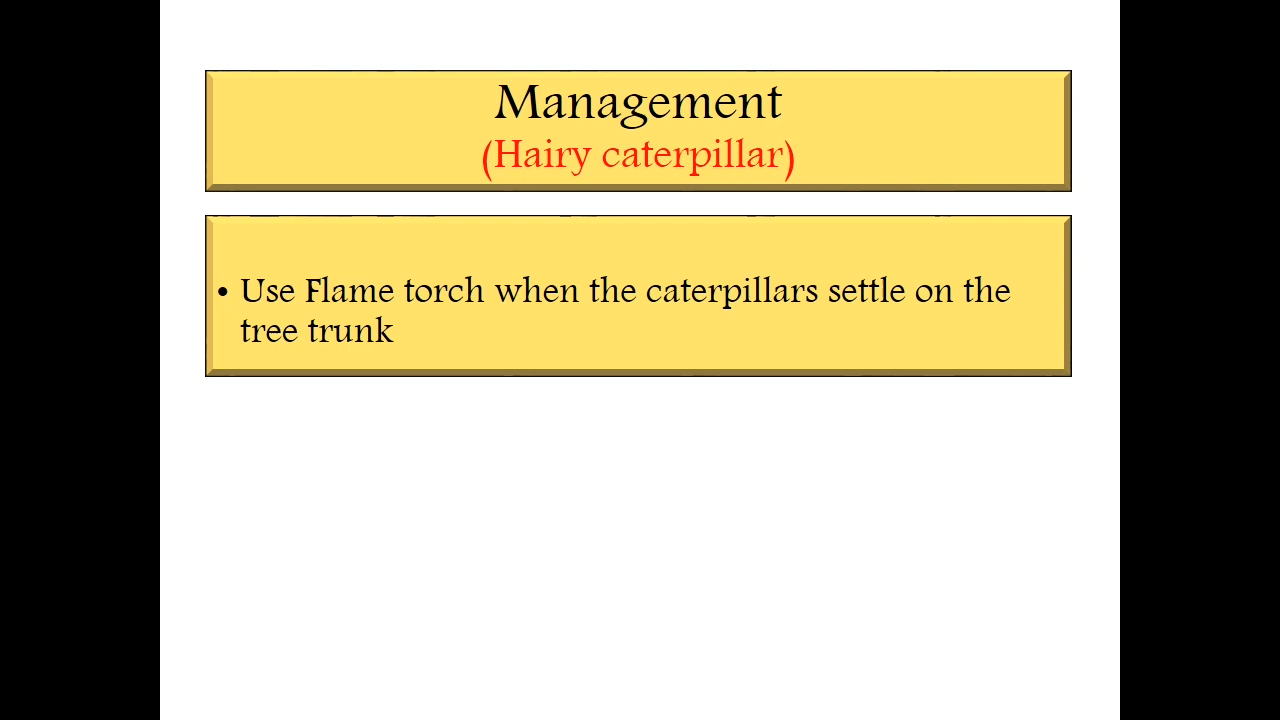 Management
(Hairy caterpillar)
• Use Flame torch when the caterpillars settle on the
tree trunk